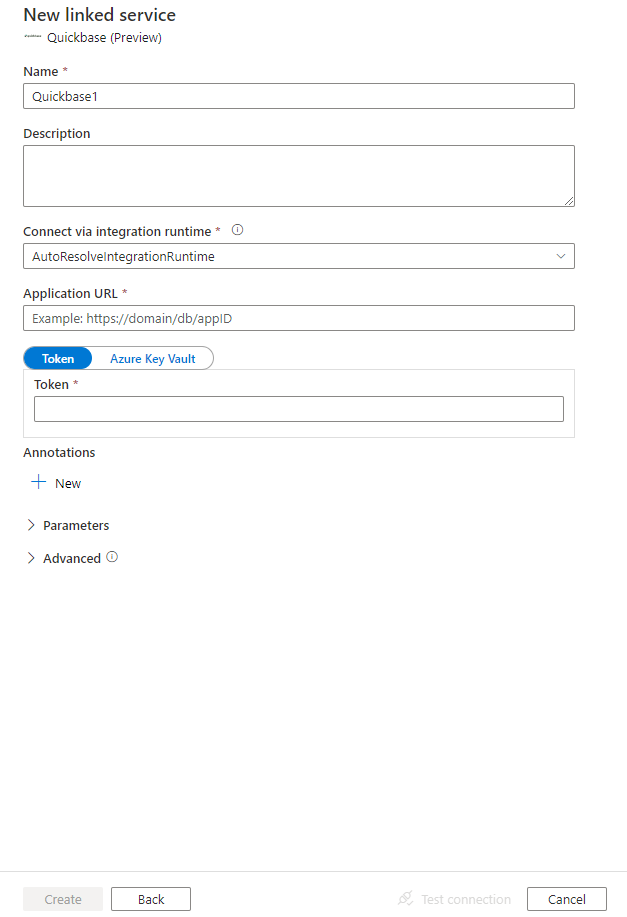 New linked service
Quickbase (Preview)
Name *
Quickbase1
Description
Connect via integration runtime *
AutoResolveIntegrationRuntime
Application URL *
Example: https://domain/db/appID
Token Azure Key Vault
Token *
Annotations
New
Parameters
Advanced
Create Back Test connection Cancel